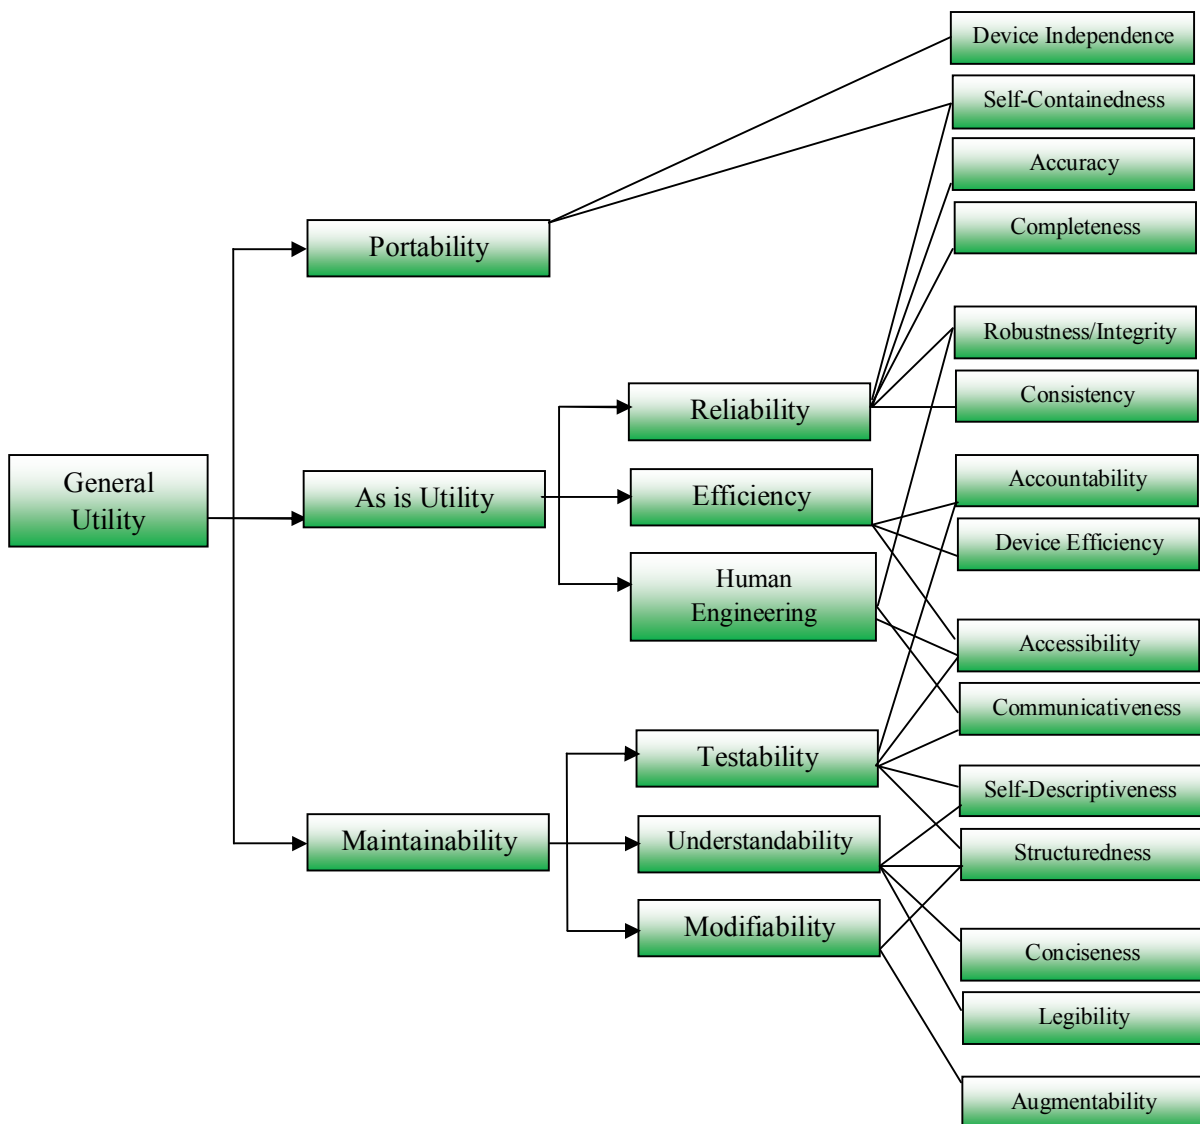 Device Independence
Self-Containedness
Accuracy
Completeness
Portability
Robustness/Integrity
Consistency
Reliability
General
Utility
As is Utility
Efficiency
Accountability
Device Efficiency
Human
Engineering
Accessibility
Communicativeness
Testability
Self-Descriptiveness
Maintainability
Understandability
Structuredness
Modifiability
Conciseness
Legibility
Augmentability